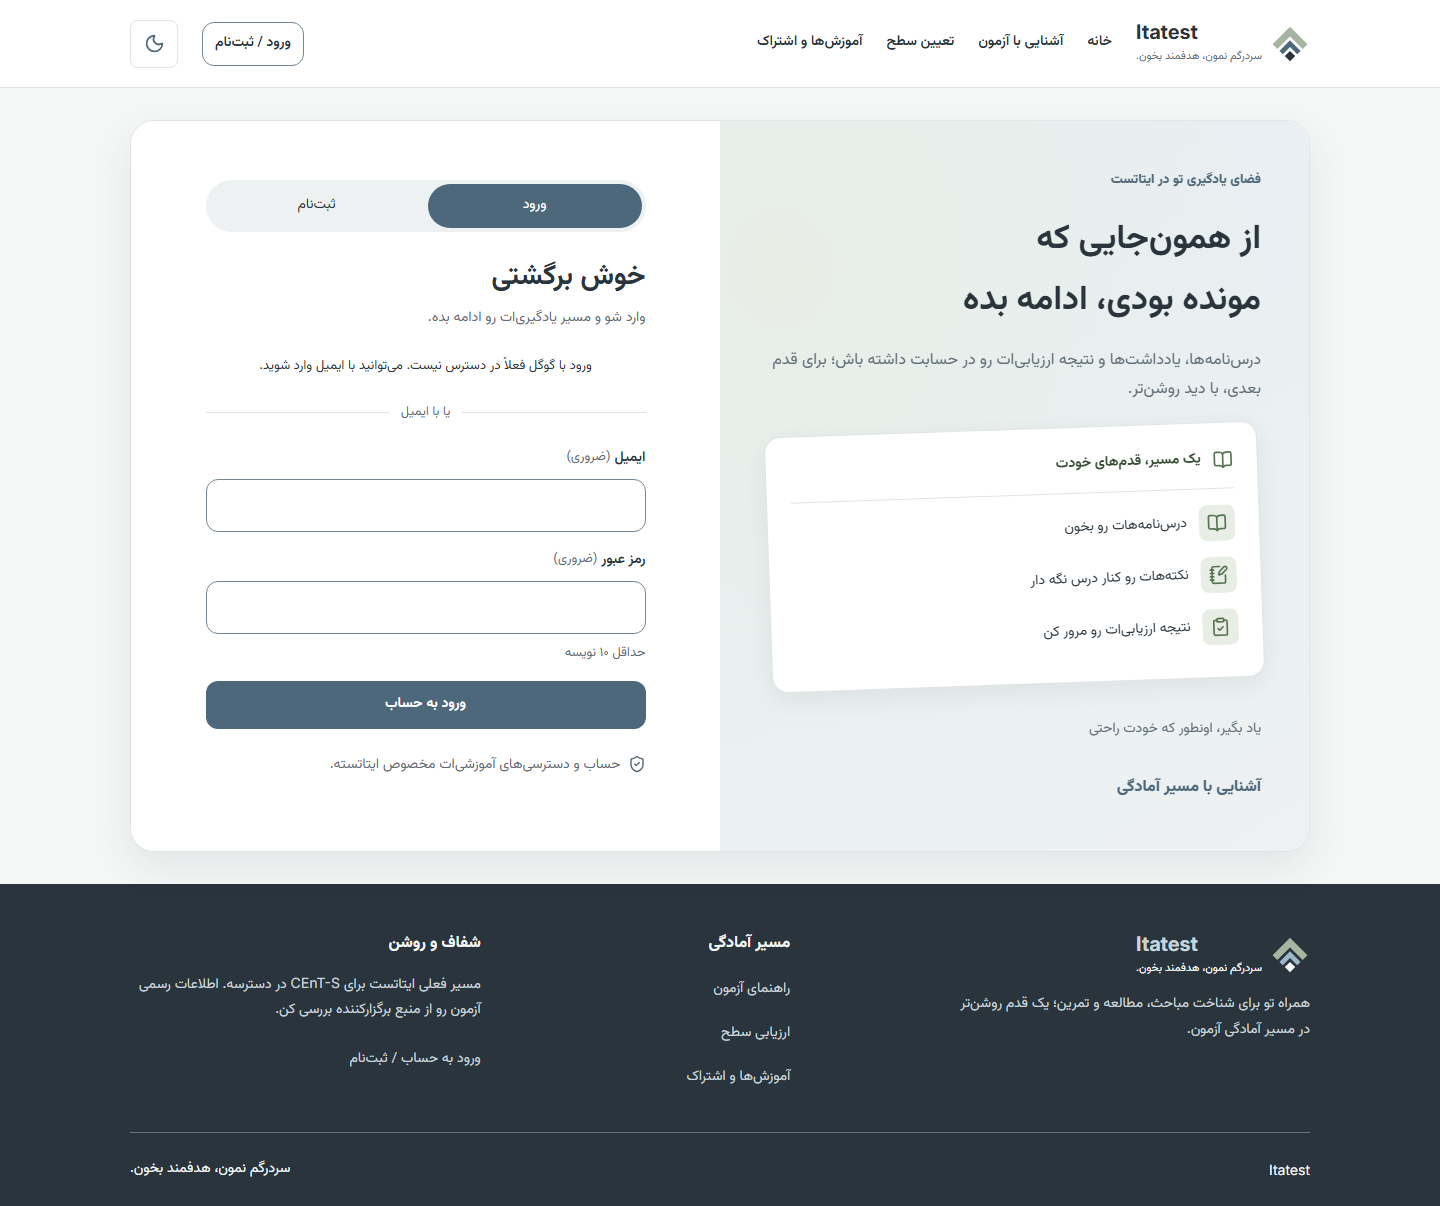 Itatest
سردرگم نمون، هدفمند بخون.
خانه
آشنایی با آزمون
تعیین سطح
آموزش‌ها و اشتراک
ورود / ثبت‌نام
فضای یادگیری تو در ایتاتست
از همون‌جایی که
مونده بودی، ادامه بده
درس‌نامه‌ها، یادداشت‌ها و نتیجه ارزیابی‌ات رو در حسابت داشته باش؛ برای قدم
بعدی، با دید روشن‌تر.
یک مسیر، قدم‌های خودت
درس‌نامه‌هات رو بخون
نکته‌هات رو کنار درس نگه دار
نتیجه ارزیابی‌ات رو مرور کن
یاد بگیر، اونطور که خودت راحتی
آشنایی با مسیر آمادگی
ورود
ثبت‌نام
خوش برگشتی
وارد شو و مسیر یادگیری‌ات رو ادامه بده.
ورود با گوگل فعلاً در دسترس نیست. می‌توانید با ایمیل وارد شوید.
یا با ایمیل
ایمیل (ضروری)
رمز عبور (ضروری)
حداقل ۱۰ نویسه
ورود به حساب
حساب و دسترسی‌های آموزشی‌ات مخصوص ایتاتسته.
Itatest
سردرگم نمون، هدفمند بخون.
همراه تو برای شناخت مباحث، مطالعه و تمرین؛ یک قدم روشن‌تر
در مسیر آمادگی آزمون.
مسیر آمادگی
راهنمای آزمون
ارزیابی سطح
آموزش‌ها و اشتراک
شفاف و روشن
مسیر فعلی ایتاتست برای CEnT-S در دسترسه. اطلاعات رسمی
آزمون رو از منبع برگزارکننده بررسی کن.
ورود به حساب / ثبت‌نام
Itatest
سردرگم نمون، هدفمند بخون.